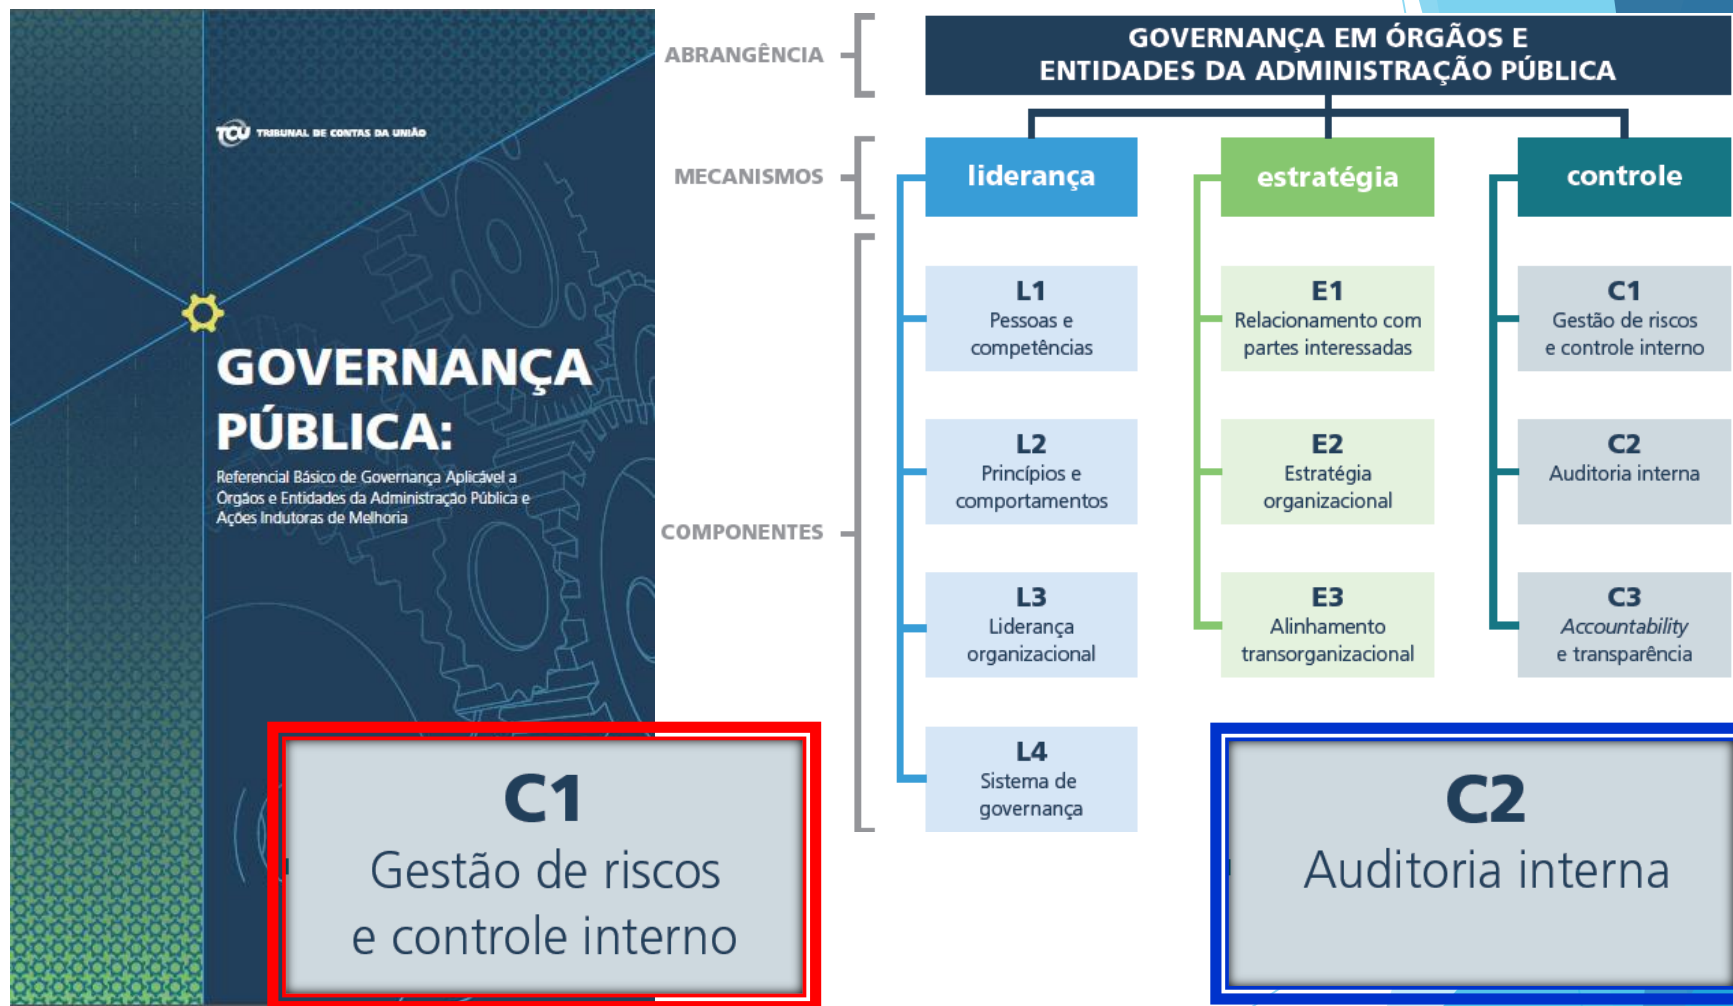 TCU TRIBUNAL DE CONTAS DA UNIÃO
GOVERNANÇA
PÚBLICA:
Referencial Básico de Governança Aplicável a
Órgãos e Entidades da Administração Pública e
Ações Indutoras de Melhoria
ABRANGÊNCIA
GOVERNANÇA EM ÓRGÃOS E
ENTIDADES DA ADMINISTRAÇÃO PÚBLICA
MECANISMOS
liderança
estratégia
controle
COMPONENTES
L1
Pessoas e
competências
E1
Relacionamento com
partes interessadas
C1
Gestão de riscos
e controle interno
L2
Princípios e
comportamentos
E2
Estratégia
organizacional
C2
Auditoria interna
L3
Liderança
organizacional
E3
Alinhamento
transorganizacional
C3
Accountability
e transparência
L4
Sistema de
governança
C1
Gestão de riscos
e controle interno
C2
Auditoria interna